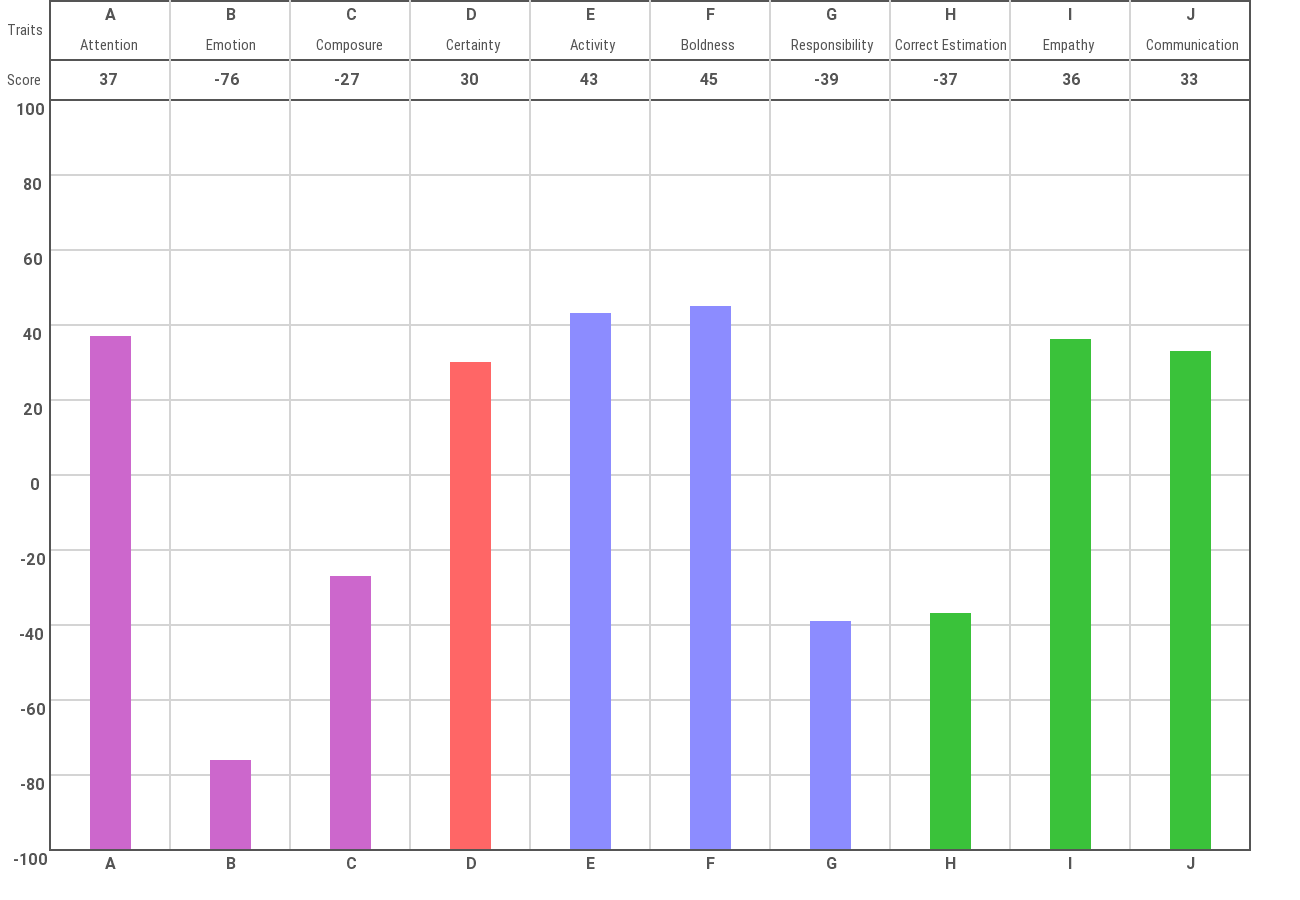 Traits A B C D E F G H I J
Attention Emotion Composure Certainty Activity Boldness Responsibility Correct Estimation Empathy Communication
Score 37 -76 -27 30 43 45 -39 -37 36 33
100
80
60
40
20
0
-20
-40
-60
-80
-100
A B C D E F G H I J